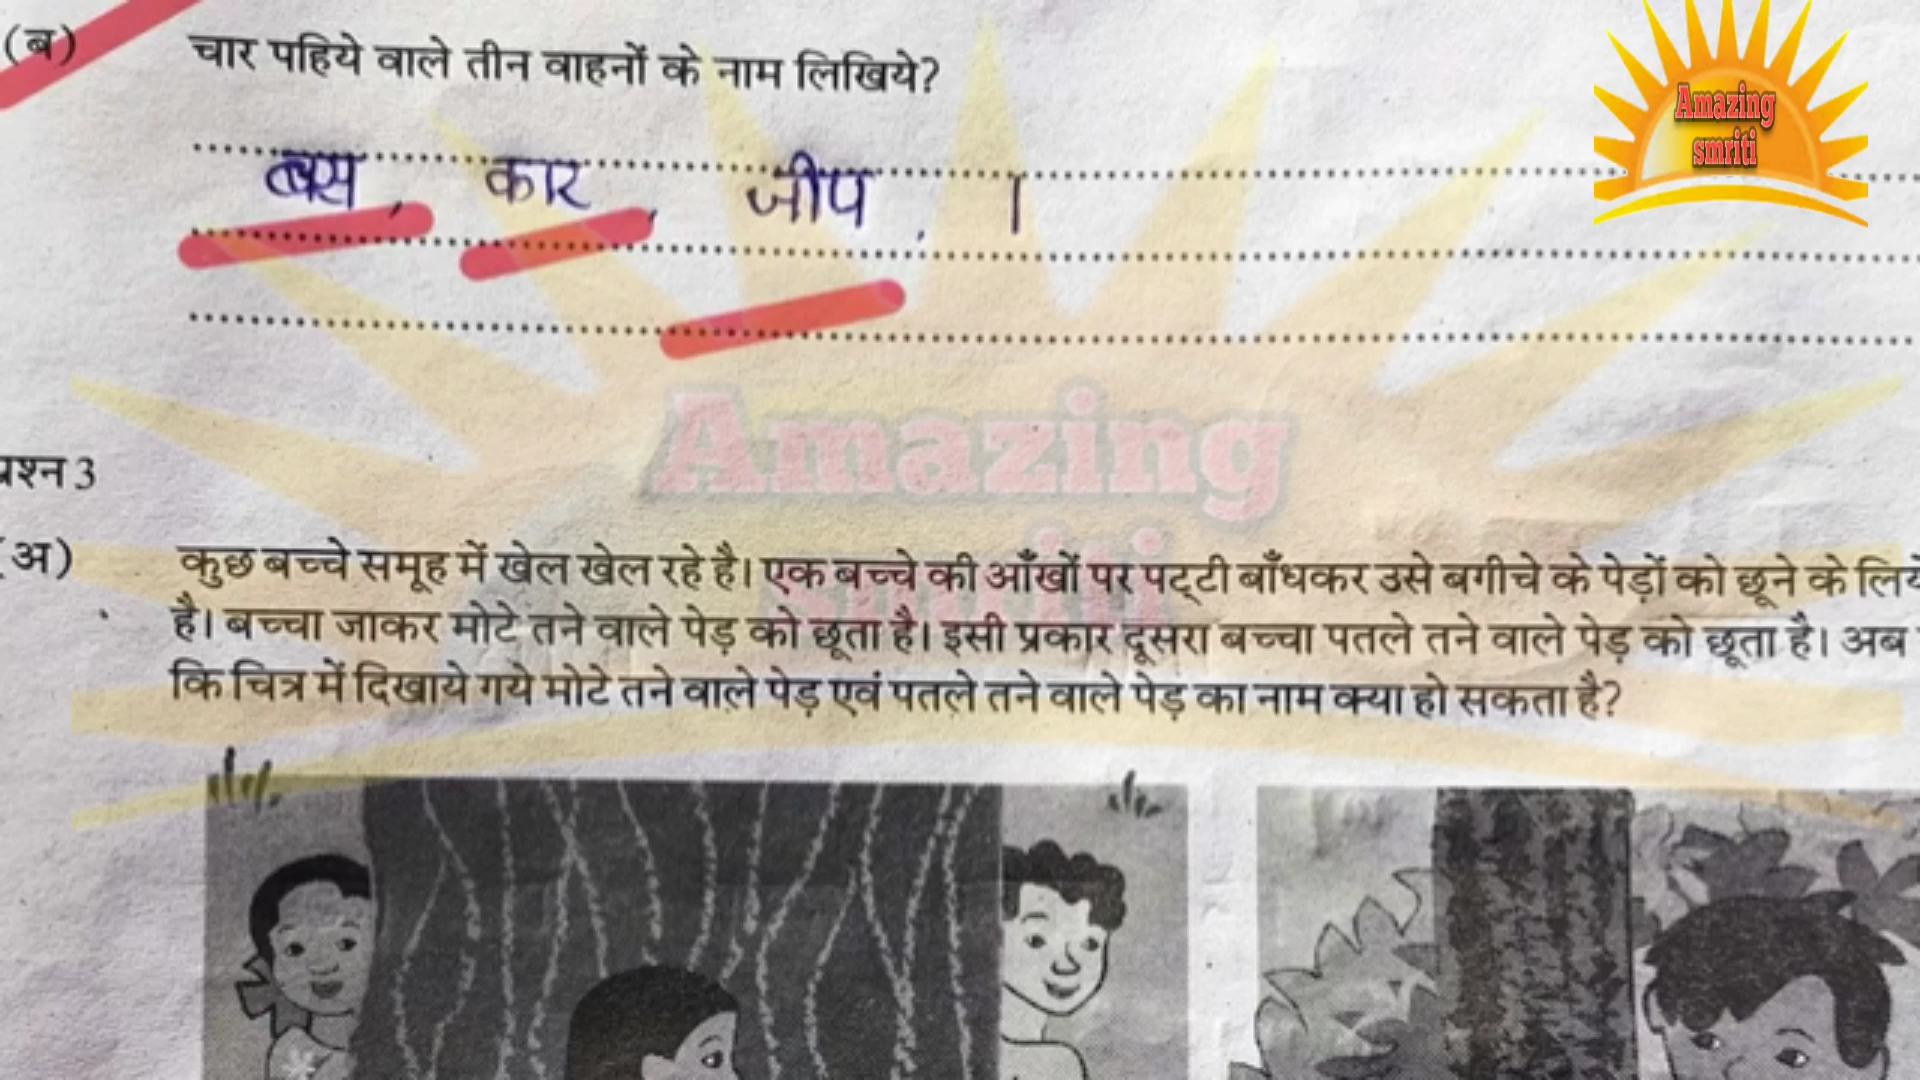 (ब) चार पहिये वाले तीन वाहनों के नाम लिखिये?
बस, कार, जीप, ।
Amazing
smriti
Amazing
smriti
प्रश्न 3
(अ) कुछ बच्चे समूह में खेल खेल रहे है। एक बच्चे की आँखों पर पट्टी बाँधकर उसे बगीचे के पेड़ों को छूने के लिये
है। बच्चा जाकर मोटे तने वाले पेड़ को छूता है। इसी प्रकार दूसरा बच्चा पतले तने वाले पेड़ को छूता है। अब
कि चित्र में दिखाये गये मोटे तने वाले पेड़ एवं पतले तने वाले पेड़ का नाम क्या हो सकता है?